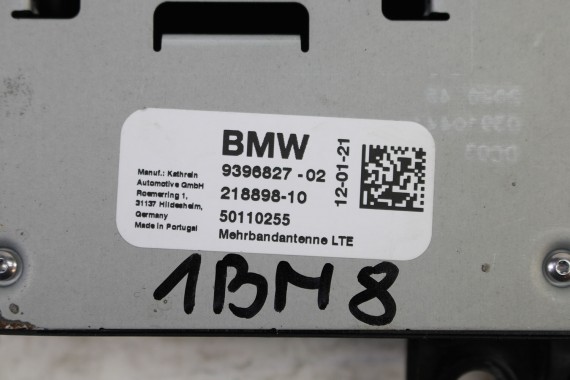 BMW
9396827 - 02
218898-10
50110255
Mehrbandantenne LTE
Manuf.: Kathrein
Automotive GmbH
Roemerring 1,
31137 Hildesheim,
Germany
Made in Portugal
12-01-21
1BM8